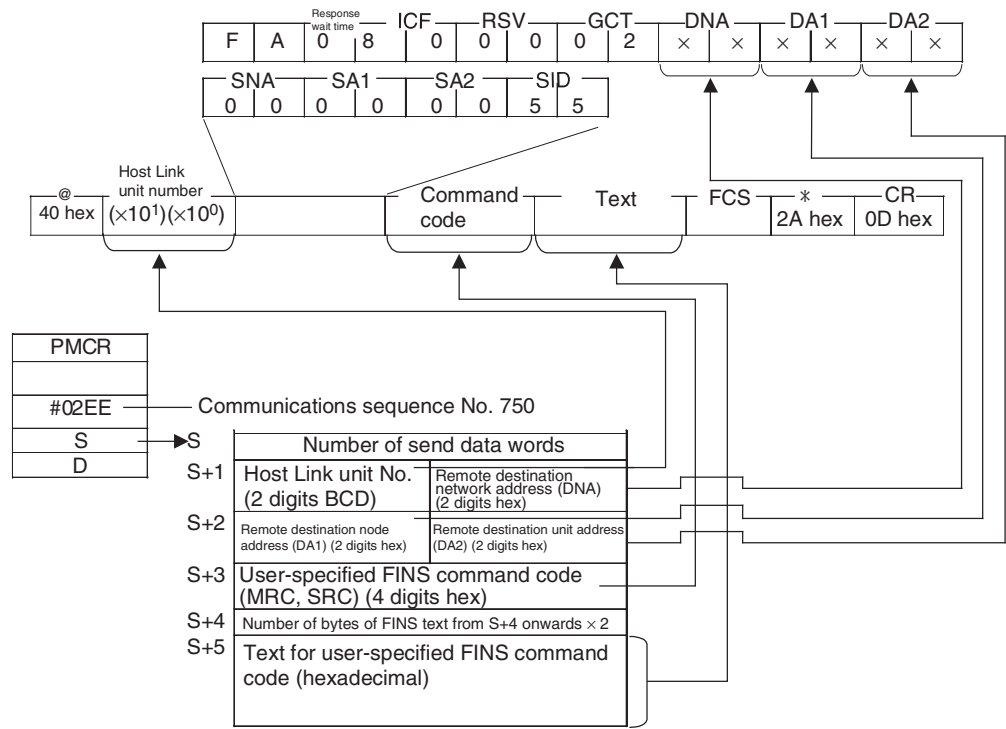 Response wait time ICF RSV GCT DNA DA1 DA2
F A 0 8 0 0 0 0 2 × × × × × ×
SNA SA1 SA2 SID
0 0 0 0 0 0 5 5
@
40 hex
Host Link
unit number
(×10¹)(×10⁰)
Command
code
Text
FCS
*
2A hex
CR
0D hex
PMCR
#02EE
S
D
Communications sequence No. 750
S
Number of send data words
S+1
Host Link unit No.
(2 digits BCD)
Remote destination
network address (DNA)
(2 digits hex)
S+2
Remote destination node
address (DA1) (2 digits hex)
Remote destination unit address
(DA2) (2 digits hex)
S+3
User-specified FINS command code
(MRC, SRC) (4 digits hex)
S+4
Number of bytes of FINS text from S+4 onwards × 2
S+5
Text for user-specified FINS command
code (hexadecimal)